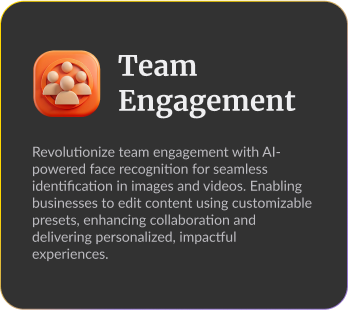 Team
Engagement
Revolutionize team engagement with AI-
powered face recognition for seamless
identification in images and videos. Enabling
businesses to edit content using customizable
presets, enhancing collaboration and
delivering personalized, impactful
experiences.